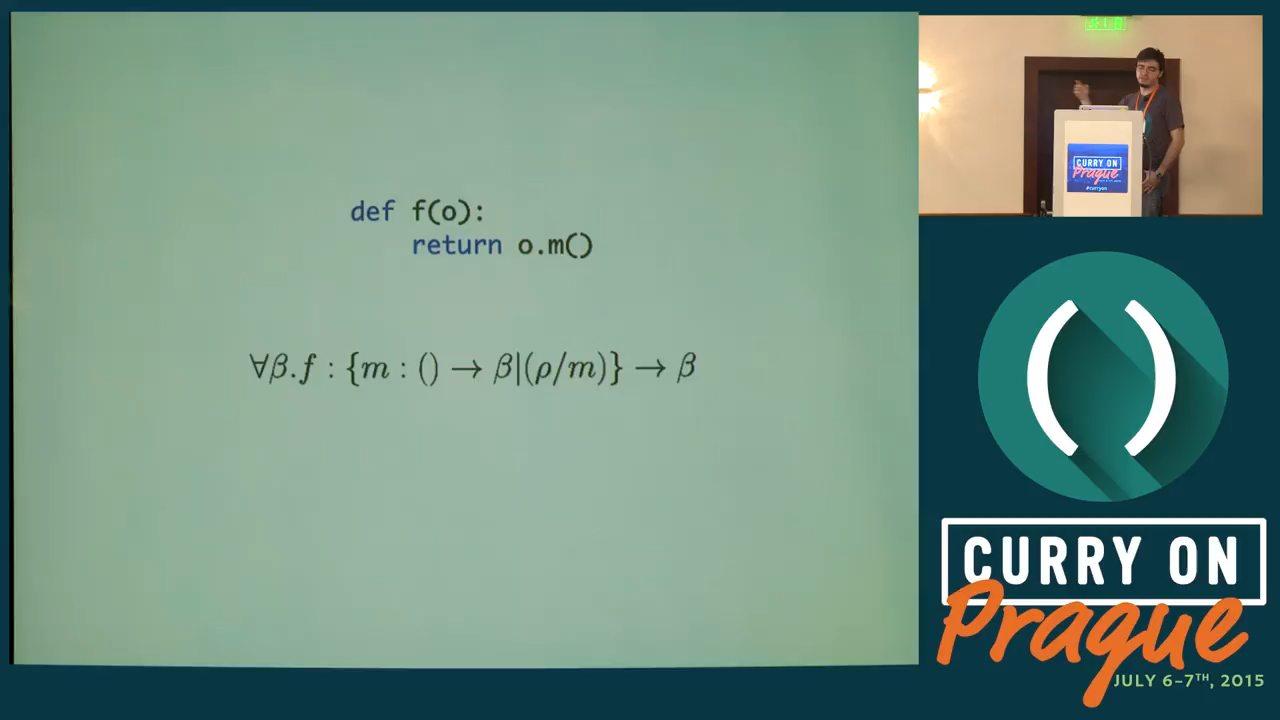 def f(o):
return o.m()
∀β.f : {m : () → β|(ρ/m)} → β
CURRY ON
Prague
#curryon
CURRY ON
Prague
JULY 6–7TH, 2015